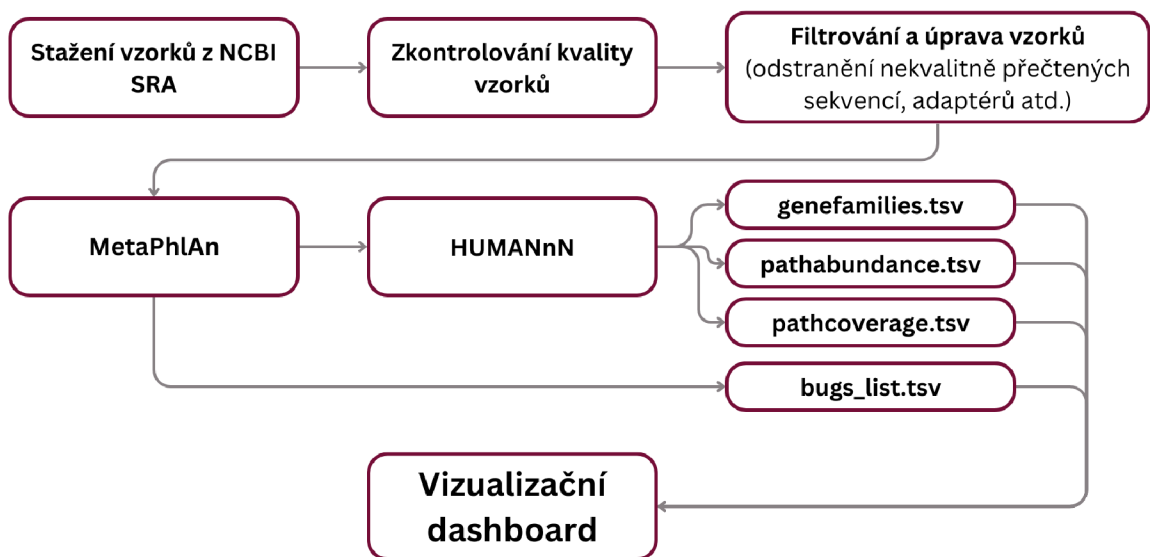 Stažení vzorků z NCBI
SRA
Zkontrolování kvality
vzorků
Filtrování a úprava vzorků
(odstranění nekvalitně přečtených
sekvencí, adaptérů atd.)
MetaPhlAn
HUMAnN
genefamilies.tsv
pathabundance.tsv
pathcoverage.tsv
bugs_list.tsv
Vizualizační
dashboard